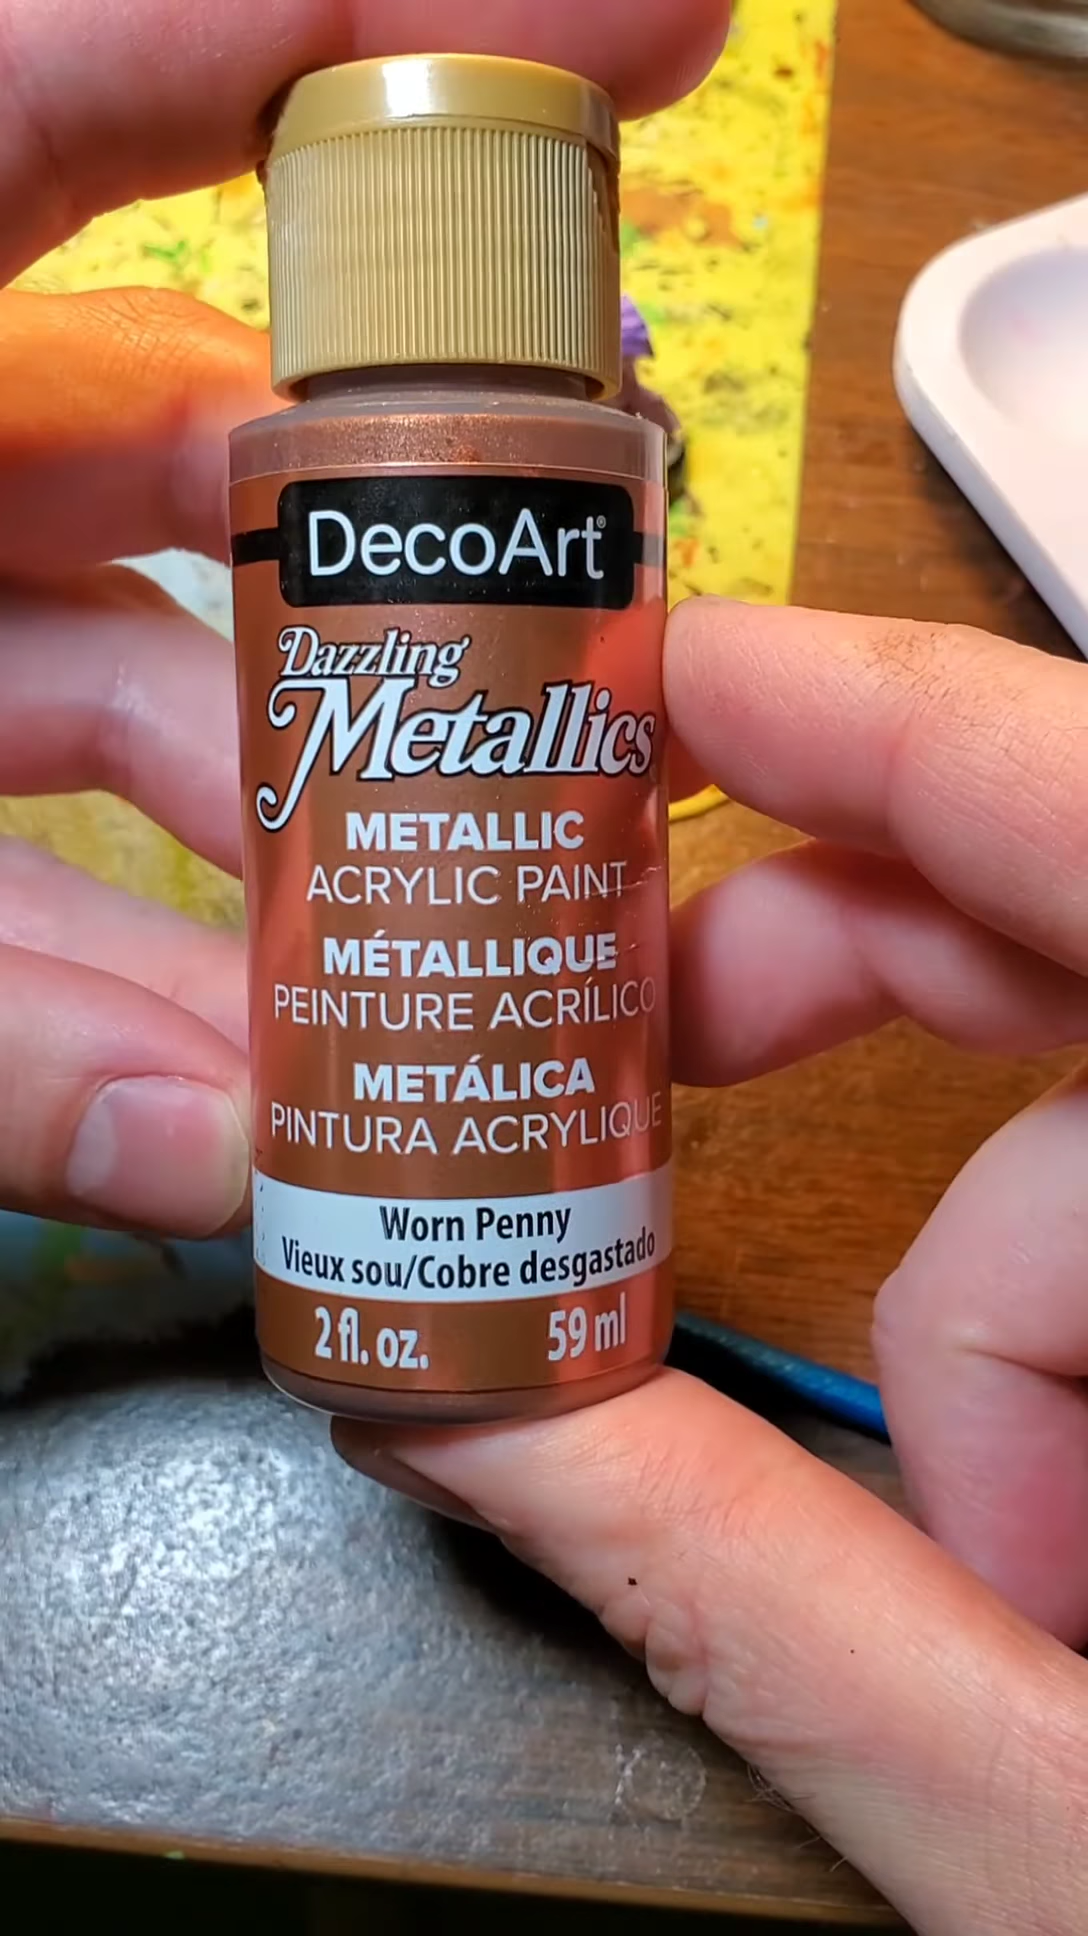 DecoArt®
Dazzling
Metallics
METALLIC
ACRYLIC PAINT
MÉTALLIQUE
PEINTURE ACRÍLICO
METÁLICA
PINTURA ACRYLIQUE
Worn Penny
Vieux sou/Cobre desgastado
2 fl. oz. 59 ml